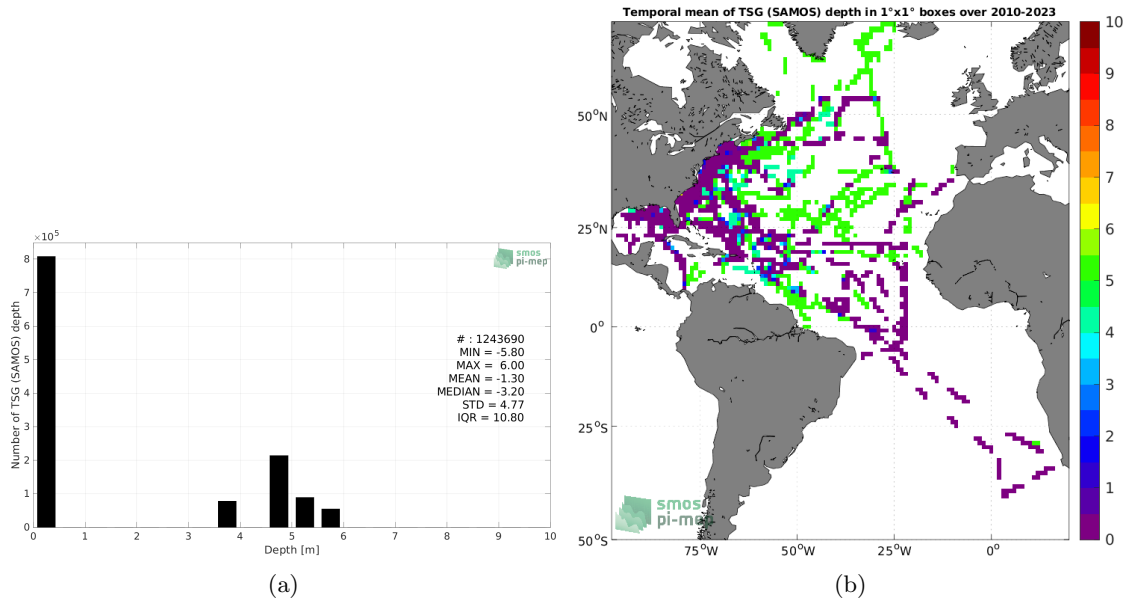 Temporal mean of TSG (SAMOS) depth in 1°x1° boxes over 2010-2023
×10⁵
8
7
6
5
4
3
2
1
0
Number of TSG (SAMOS) depth
smos
pi-mep
# : 1243690
MIN = -5.80
MAX = 6.00
MEAN = -1.30
MEDIAN = -3.20
STD = 4.77
IQR = 10.80
0 1 2 3 4 5 6 7 8 9 10
Depth [m]
(a)
50°N
25°N
0°
25°S
50°S
75°W 50°W 25°W 0°
smos
pi-mep
10
9
8
7
6
5
4
3
2
1
0
(b)